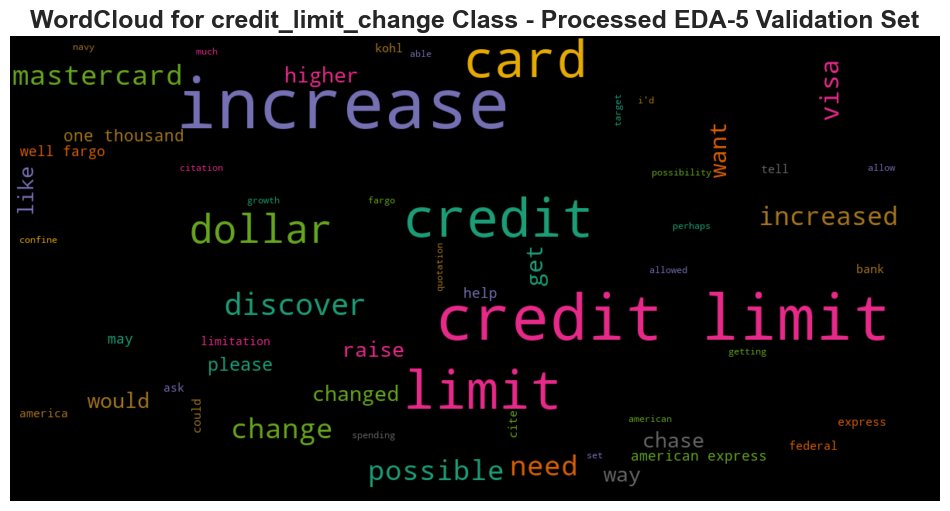 WordCloud for credit_limit_change Class - Processed EDA-5 Validation Set
navy
much
kohl
able
card
mastercard
higher
increase
visa
target
i'd
one thousand
well fargo
want
like
citation
possibility
tell
allow
growth
fargo
credit
dollar
increased
perhaps
confine
quotation
get
allowed
bank
help
discover
credit limit
may
limitation
raise
getting
please
ask
changed
limit
would
america
could
change
spending
cite
american
express
chase
federal
possible
need
set
american express
way